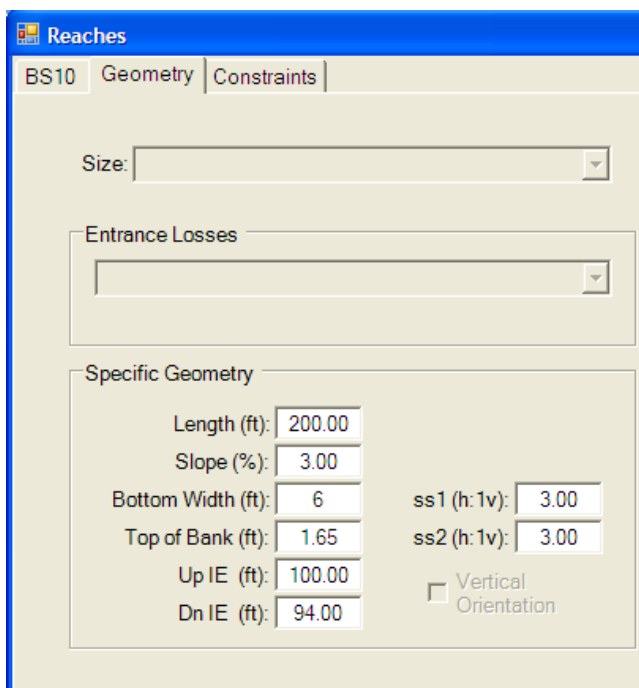 Reaches
BS10 Geometry Constraints
Size:
Entrance Losses
Specific Geometry
Length (ft): 200.00
Slope (%): 3.00
Bottom Width (ft): 6 ss1 (h:1v): 3.00
Top of Bank (ft): 1.65 ss2 (h:1v): 3.00
Up IE (ft): 100.00 Vertical
Orientation
Dn IE (ft): 94.00